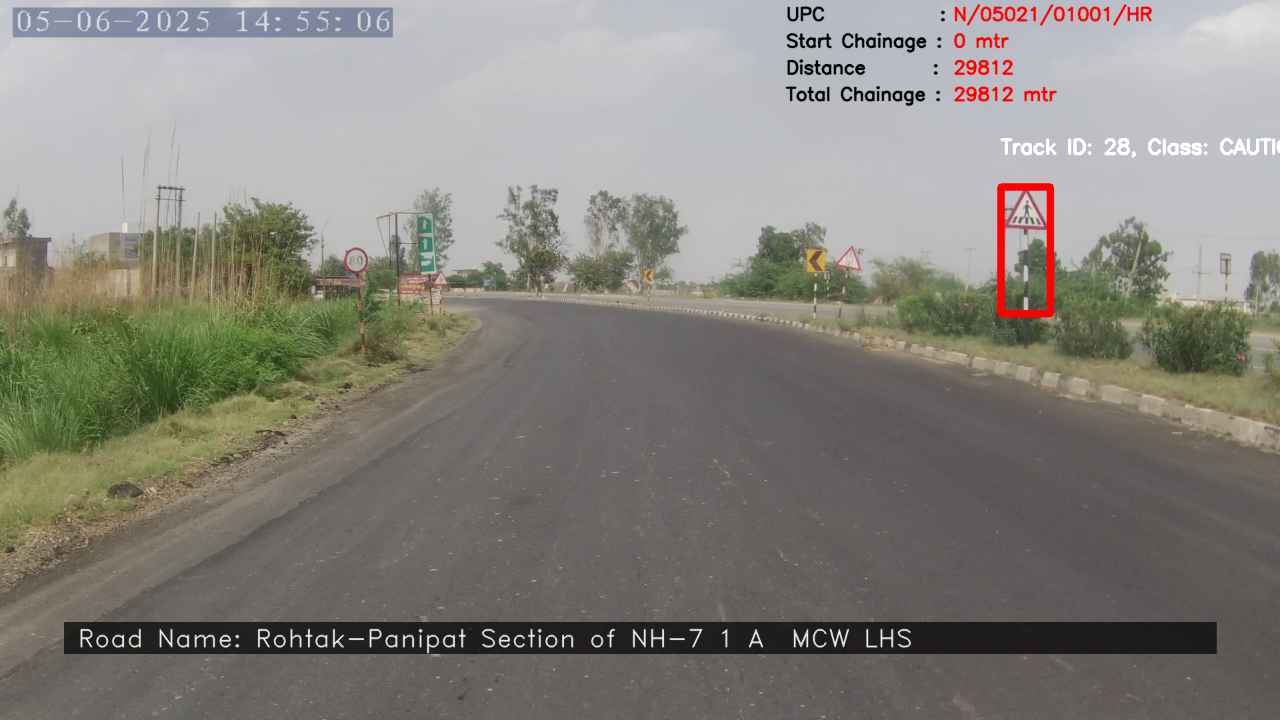 05-06-2025 14:55:06
UPC : N/05021/01001/HR
Start Chainage : 0 mtr
Distance : 29812
Total Chainage : 29812 mtr
Track ID: 28, Class: CAUTI
80
Road Name: Rohtak-Panipat Section of NH-7 1 A MCW LHS